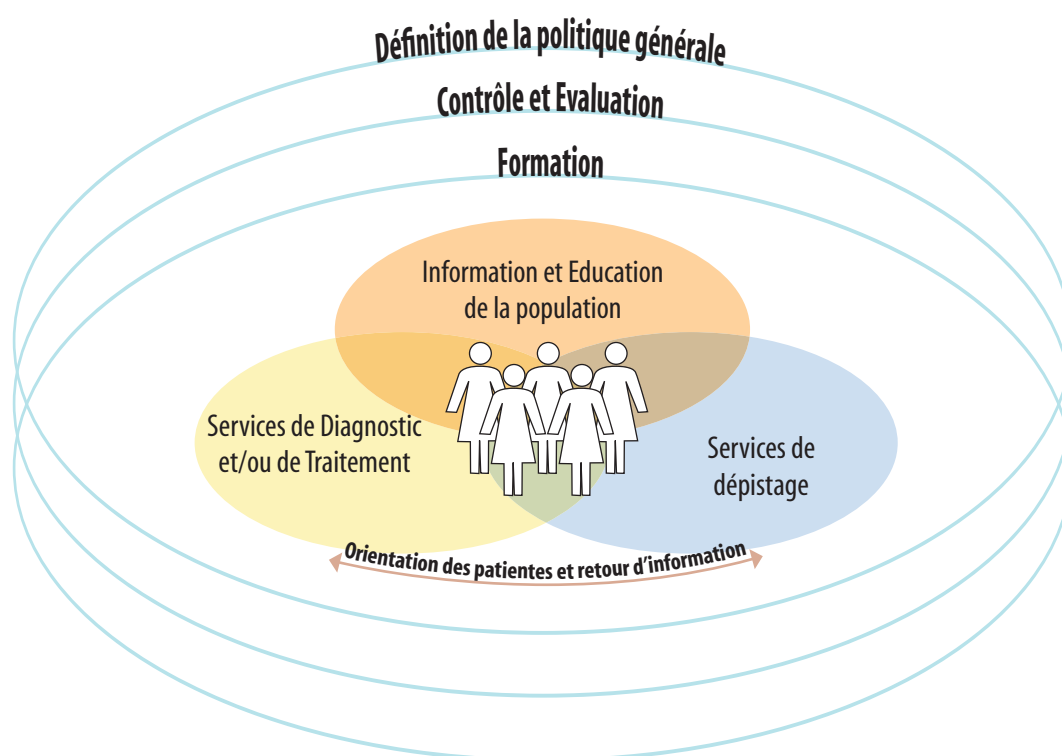 Définition de la politique générale
Contrôle et Evaluation
Formation
Information et Education
de la population
Services de Diagnostic
et/ou de Traitement
Services de
dépistage
Orientation des patientes et retour d'information